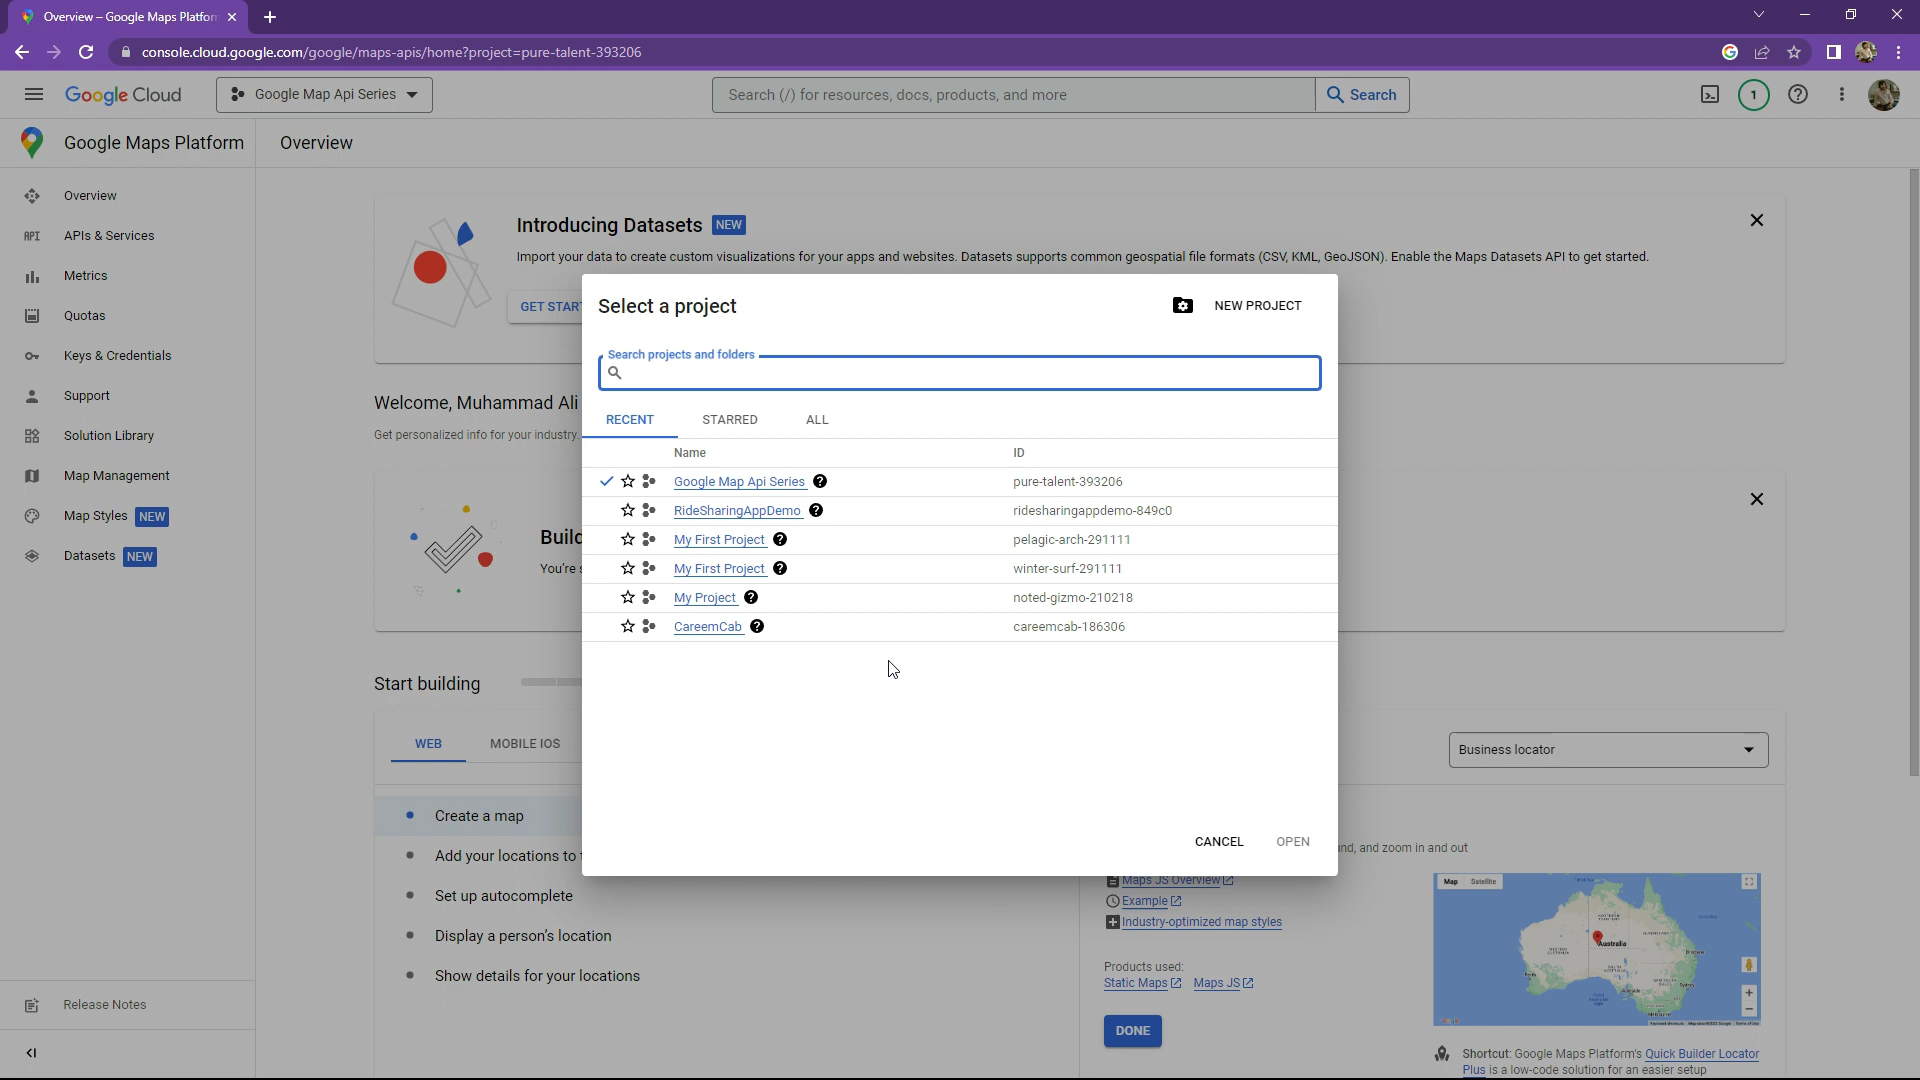 Overview – Google Maps Platfor
console.cloud.google.com/google/maps-apis/home?project=pure-talent-393206
Google Cloud
Google Map Api Series
Search (/) for resources, docs, products, and more
Search
1
Google Maps Platform
Overview
Overview
API APIs & Services
Metrics
Quotas
Keys & Credentials
Support
Solution Library
Map Management
Map Styles NEW
Datasets NEW
Release Notes
Introducing Datasets NEW
Import your data to create custom visualizations for your apps and websites. Datasets supports common geospatial file formats (CSV, KML, GeoJSON). Enable the Maps Datasets API to get started.
GET START
Welcome, Muhammad Ali
Get personalized info for your industry.
Build
You're s
Select a project
NEW PROJECT
Search projects and folders
RECENT STARRED ALL
Name ID
Google Map Api Series pure-talent-393206
RideSharingAppDemo ridesharingappdemo-849c0
My First Project pelagic-arch-291111
My First Project winter-surf-291111
My Project noted-gizmo-210218
CareemCab careemcab-186306
CANCEL OPEN
Start building
WEB MOBILE IOS
Business locator
Create a map
Add your locations to
Set up autocomplete
Display a person's location
Show details for your locations
und, and zoom in and out
Maps JS Overview
Example
Industry-optimized map styles
Products used:
Static Maps Maps JS
DONE
Map Satellite
Australia
Shortcut: Google Maps Platform's Quick Builder Locator
Plus is a low-code solution for an easier setup